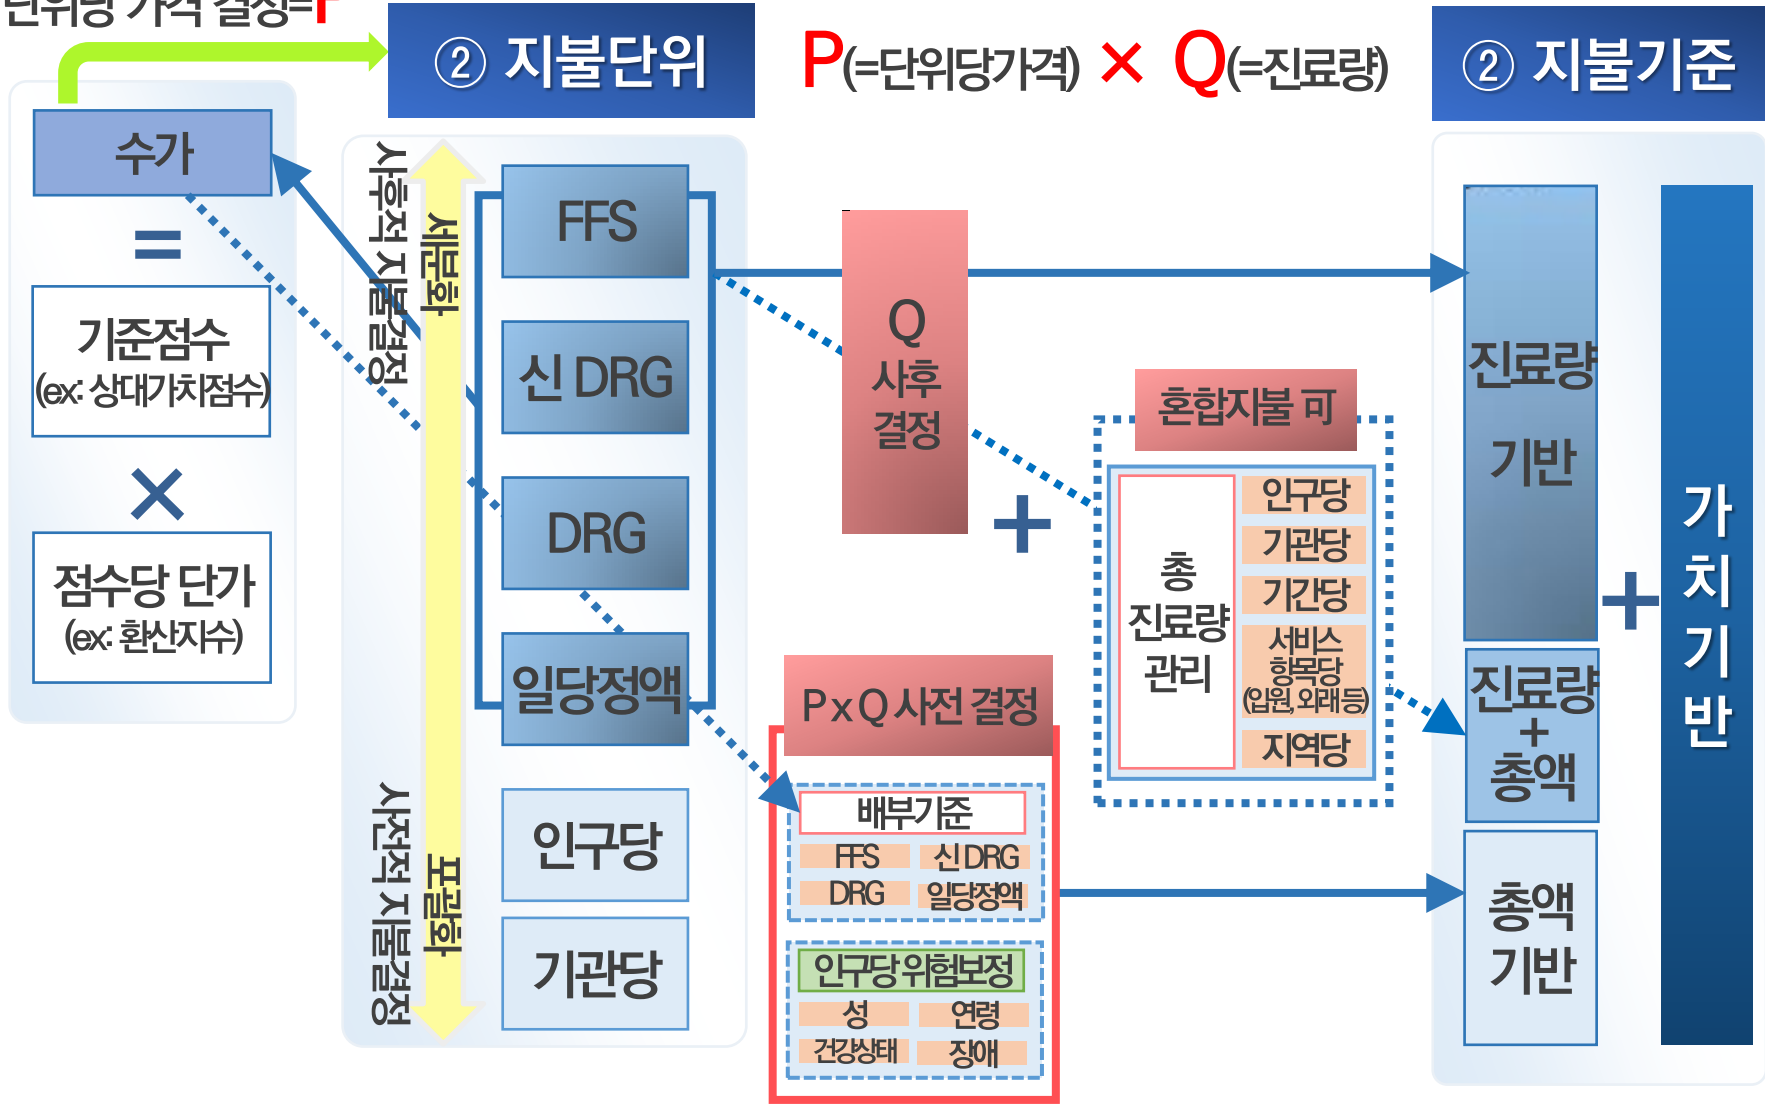 단위당 가격 결정=P
② 지불단위
P(=단위당가격) × Q(=진료량)
② 지불기준
수가
=
기준점수
(ex: 상대가치점수)
×
점수당 단가
(ex: 환산지수)
사후적 지불결정
세분화
사전적 지불결정
포괄화
FFS
신 DRG
DRG
일당정액
인구당
기관당
Q
사후
결정
+
혼합지불 可
총
진료량
관리
인구당
기관당
기간당
서비스
항목당
(입원, 외래 등)
지역당
P x Q 사전 결정
배부기준
FFS
신 DRG
DRG
일당정액
인구당 위험보정
성
연령
건강상태
장애
진료량
기반
진료량
+
총액
총액
기반
+
가치기반